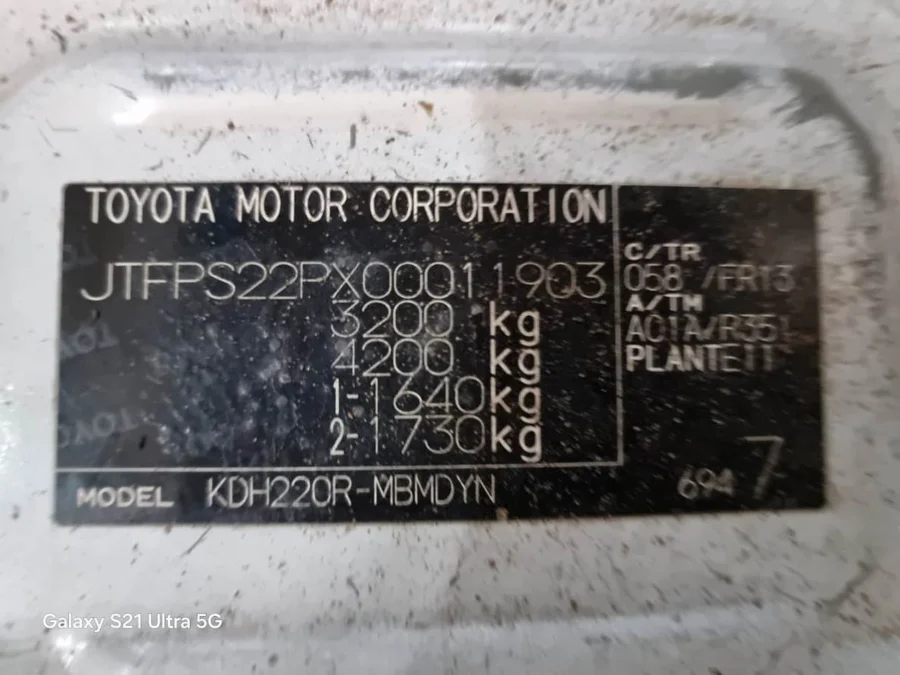 TOYOTA MOTOR CORPORATION
JTFPS22PX00011903
3200 kg
4200 kg
1-1640kg
2-1730kg
MODEL KDH220R-MBMDYN
C/TR
058 /FR13
A/TM
A01A/R351
PLANTE11
694 7
Galaxy S21 Ultra 5G